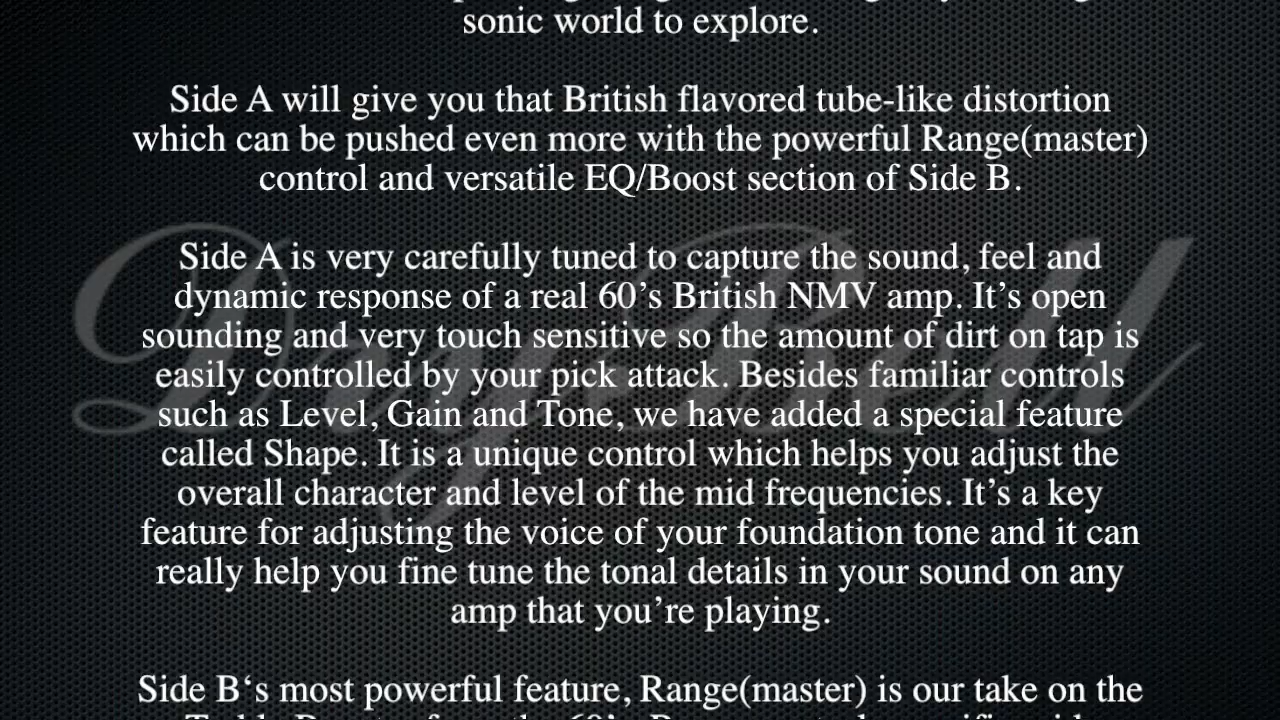 sonic world to explore.
Side A will give you that British flavored tube-like distortion
which can be pushed even more with the powerful Range(master)
control and versatile EQ/Boost section of Side B.
Side A is very carefully tuned to capture the sound, feel and
dynamic response of a real 60’s British NMV amp. It’s open
sounding and very touch sensitive so the amount of dirt on tap is
easily controlled by your pick attack. Besides familiar controls
such as Level, Gain and Tone, we have added a special feature
called Shape. It is a unique control which helps you adjust the
overall character and level of the mid frequencies. It’s a key
feature for adjusting the voice of your foundation tone and it can
really help you fine tune the tonal details in your sound on any
amp that you’re playing.
Side B‘s most powerful feature, Range(master) is our take on the